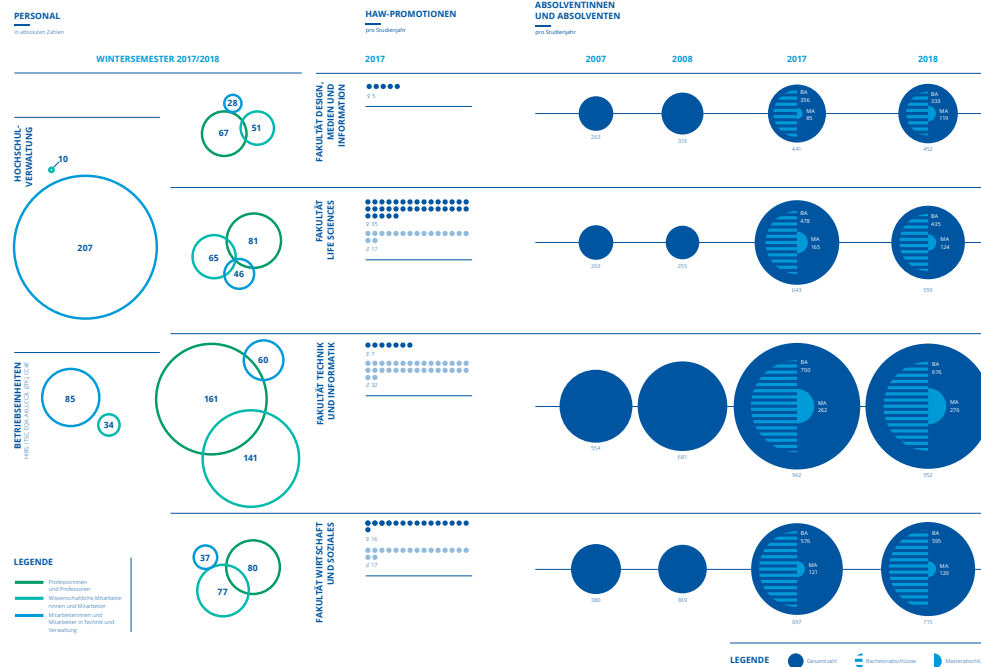 PERSONAL
in absoluten Zahlen
WINTERSEMESTER 2017/2018
HAW-PROMOTIONEN
pro Studienjahr
2017
ABSOLVENTINNEN
UND ABSOLVENTEN
pro Studienjahr
2007
2008
2017
2018
HOCHSCHUL-
VERWALTUNG
10
207
28
67
51
FAKULTÄT DESIGN,
MEDIEN UND
INFORMATION
♀ 5
263
319
BA
356
MA
85
441
BA
333
MA
119
452
81
65
46
FAKULTÄT
LIFE SCIENCES
♀ 35
♂ 17
263
255
BA
478
MA
165
643
BA
435
MA
124
559
BETRIEBSEINHEITEN
85
34
60
161
141
FAKULTÄT TECHNIK
UND INFORMATIK
♀ 7
♂ 32
554
681
BA
700
MA
262
962
BA
676
MA
276
952
37
80
77
FAKULTÄT WIRTSCHAFT
UND SOZIALES
♀ 16
♂ 17
380
369
BA
576
MA
121
697
BA
595
MA
120
715
LEGENDE
Professorinnen
und Professoren
Wissenschaftliche Mitarbeite-
rinnen und Mitarbeiter
Mitarbeiterinnen und
Mitarbeiter in Technik und
Verwaltung
LEGENDE
Gesamtzahl
Bachelorabschlüsse
Masterabschl